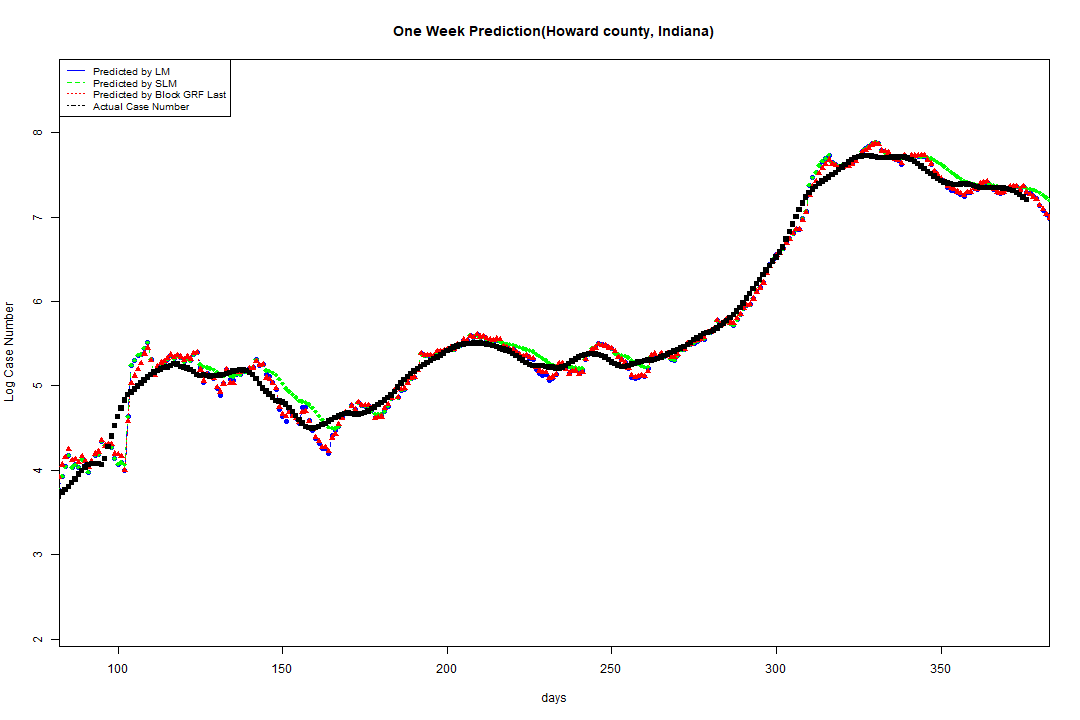 One Week Prediction(Howard county, Indiana)
Predicted by LM
Predicted by SLM
Predicted by Block GRF Last
Actual Case Number
8
7
6
5
4
3
2
Log Case Number
100 150 200 250 300 350
days